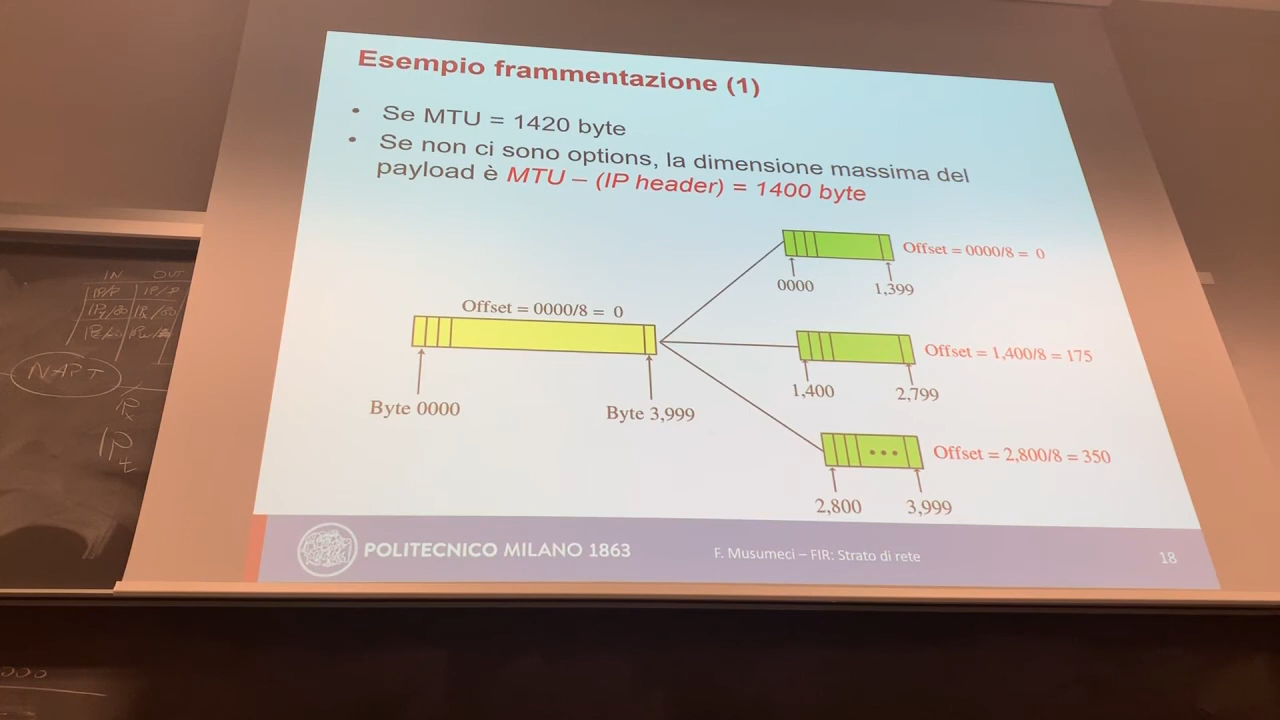 Esempio frammentazione (1)
• Se MTU = 1420 byte
• Se non ci sono options, la dimensione massima del
payload è MTU – (IP header) = 1400 byte
Offset = 0000/8 = 0
0000
1,399
Offset = 0000/8 = 0
Byte 0000
Byte 3,999
Offset = 1,400/8 = 175
1,400
2,799
Offset = 2,800/8 = 350
2,800
3,999
POLITECNICO MILANO 1863
F. Musumeci – FIR: Strato di rete
18
IN OUT
NAPT